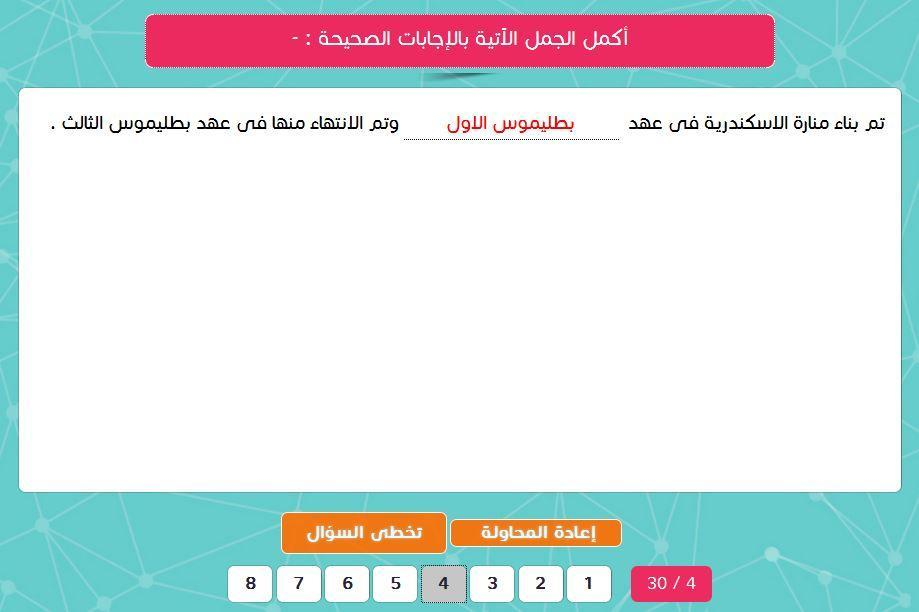 أكمل الجمل الآتية بالإجابات الصحيحة : -
تم بناء منارة الاسكندرية فى عهد بطليموس الاول وتم الانتهاء منها فى عهد بطليموس الثالث .
إعادة المحاولة تخطى السؤال
30 / 4 1 2 3 4 5 6 7 8